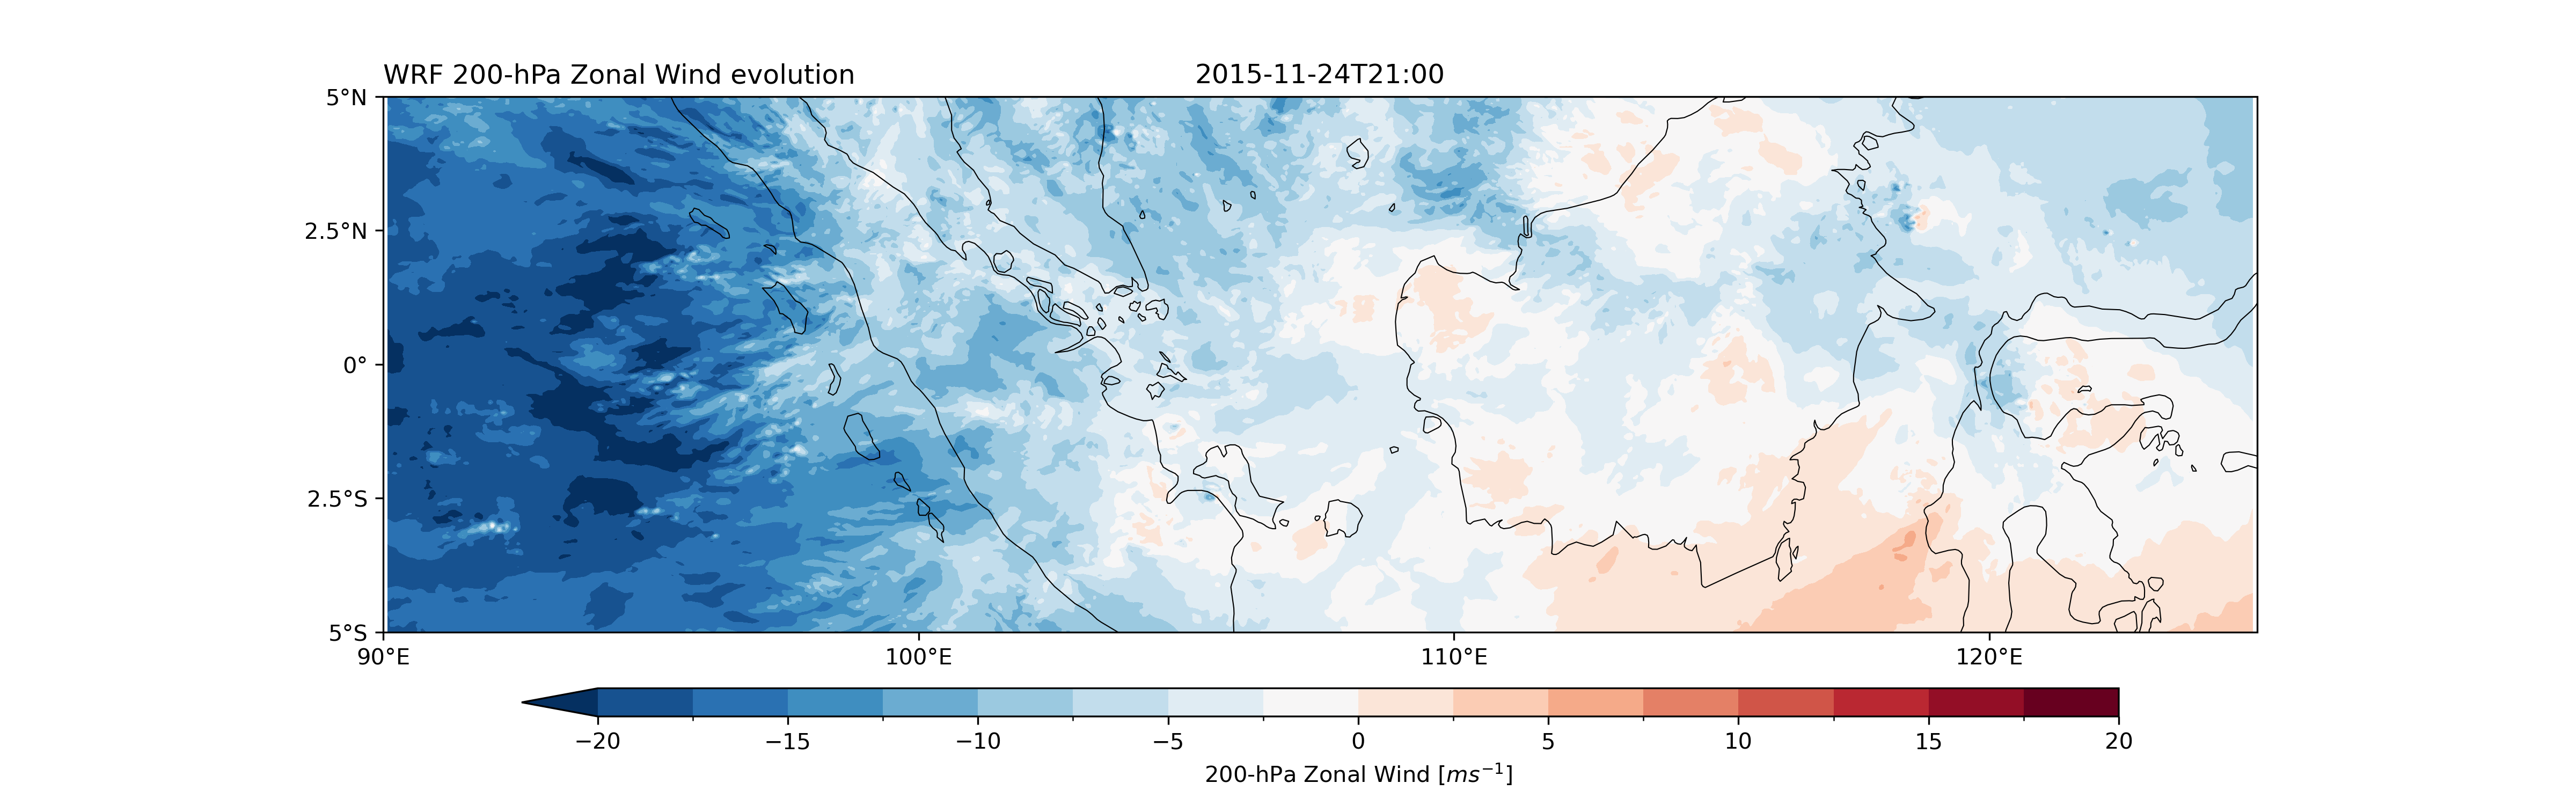 WRF 200-hPa Zonal Wind evolution 2015-11-24T21:00
5°N
2.5°N
0°
2.5°S
5°S
90°E 100°E 110°E 120°E
−20 −15 −10 −5 0 5 10 15 20
200-hPa Zonal Wind [ms⁻¹]